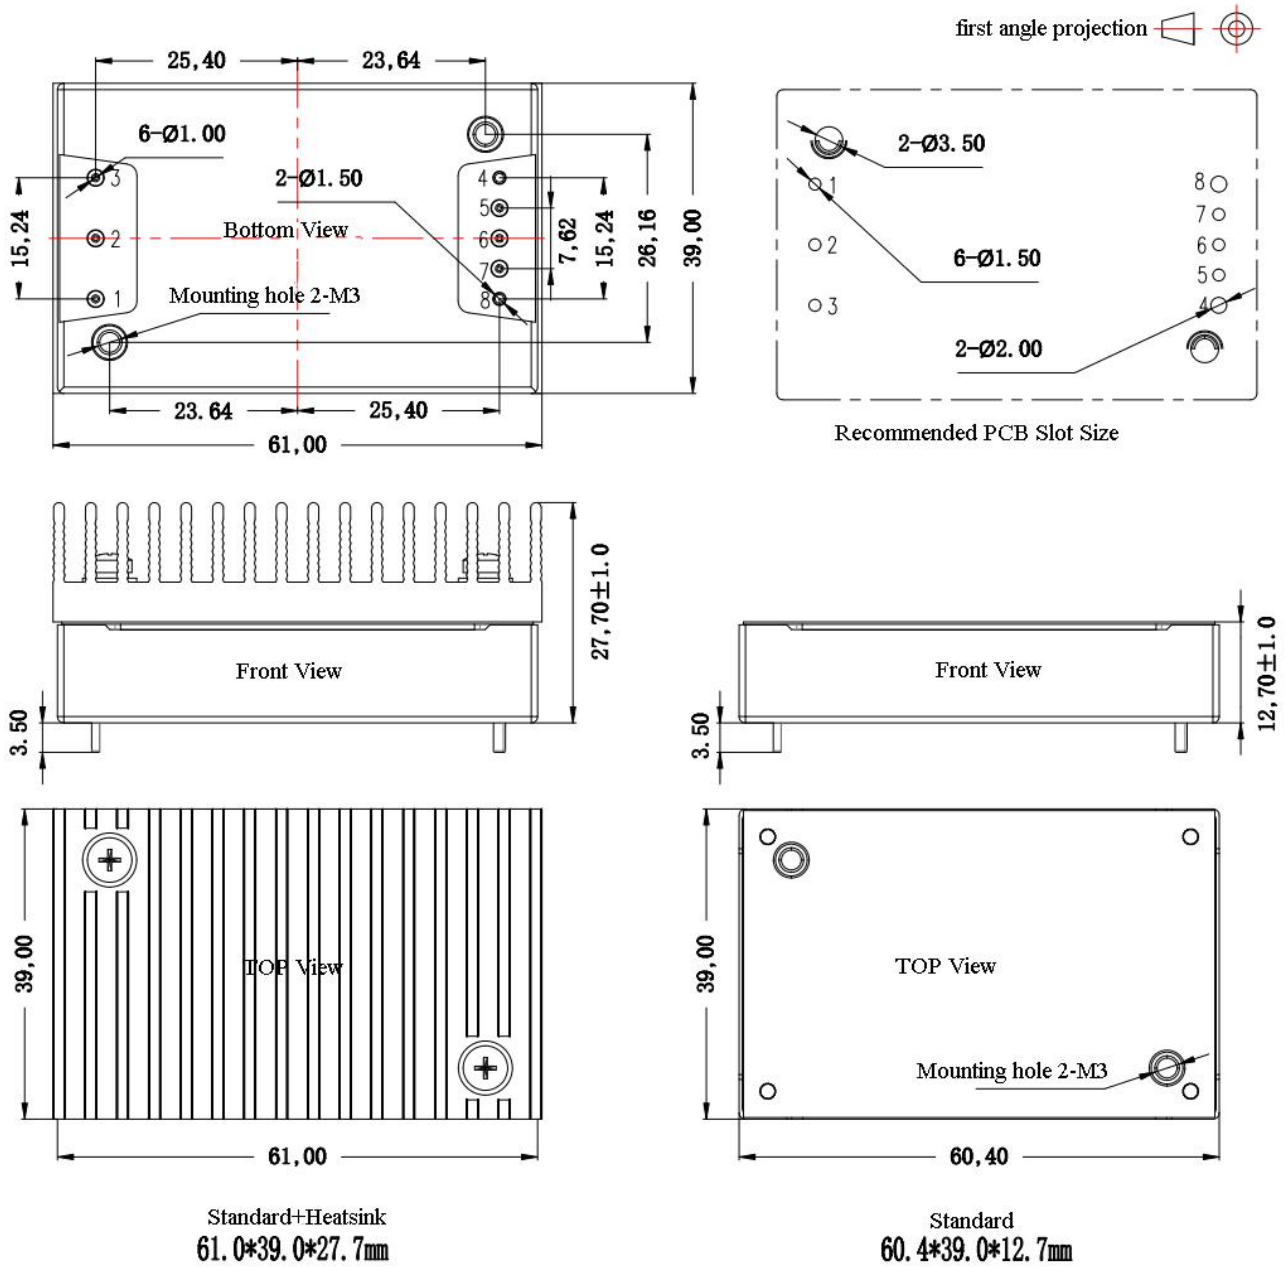 first angle projection
25,40
23,64
6-Ø1.00
2-Ø1.50
3
2
1
4
5
6
7
8
Bottom View
Mounting hole 2-M3
15,24
7,62
15,24
26,16
39,00
23.64
25,40
61,00
2-Ø3.50
1
2
3
8
7
6
5
4
6-Ø1.50
2-Ø2.00
Recommended PCB Slot Size
Front View
3.50
27,70±1.0
Front View
3.50
12,70±1.0
TOP View
39,00
61,00
TOP View
39,00
Mounting hole 2-M3
60,40
Standard+Heatsink
61.0*39.0*27.7mm
Standard
60.4*39.0*12.7mm